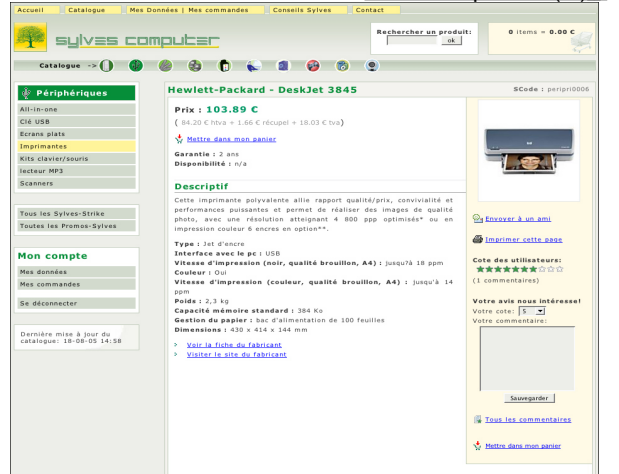 Accueil Catalogue Mes Données | Mes commandes Conseils Sylves Contact
sylves computer
Rechercher un produit:
ok
0 items = 0.00 €
Catalogue ->
Périphériques
All-in-one
Clé USB
Ecrans plats
Imprimantes
Kits clavier/souris
lecteur MP3
Scanners
Tous les Sylves-Strike
Toutes les Promos-Sylves
Mon compte
Mes données
Mes commandes
Se déconnecter
Dernière mise à jour du
catalogue: 18-08-05 14:58
Hewlett-Packard - DeskJet 3845
SCode : peripri0006
Prix : 103.89 €
( 84.20 € htva + 1.66 € récupel + 18.03 € tva)
Mettre dans mon panier
Garantie : 2 ans
Disponibilité : n/a
Descriptif
Cette imprimante polyvalente allie rapport qualité/prix, convivialité et
performances puissantes et permet de réaliser des images de qualité
photo, avec une résolution atteignant 4 800 ppp optimisés* ou en
impression couleur 6 encres en option**.
Type : Jet d'encre
Interface avec le pc : USB
Vitesse d'impression (noir, qualité brouillon, A4) : jusqu?à 18 ppm
Couleur : Oui
Vitesse d'impression (couleur, qualité brouillon, A4) : jusqu'à 14
ppm
Poids : 2,3 kg
Capacité mémoire standard : 384 Ko
Gestion du papier : bac d'alimentation de 100 feuilles
Dimensions : 430 x 414 x 144 mm
> Voir la fiche du fabricant
> Visiter le site du fabricant
Envoyer à un ami
Imprimer cette page
Cote des utilisateurs:
(1 commentaires)
Votre avis nous intéresse!
Votre cote: 5
Votre commentaire:
Sauvegarder
Tous les commentaires
Mettre dans mon panier